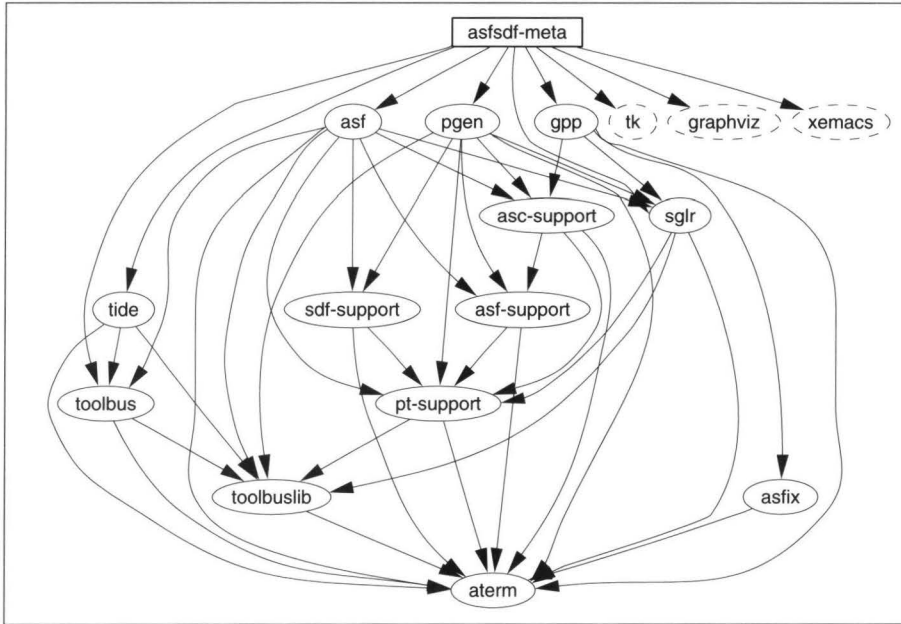 asfsdf-meta
asf pgen gpp tk graphviz xemacs
asc-support sglr
tide sdf-support asf-support
toolbus pt-support
toolbuslib asfix
aterm